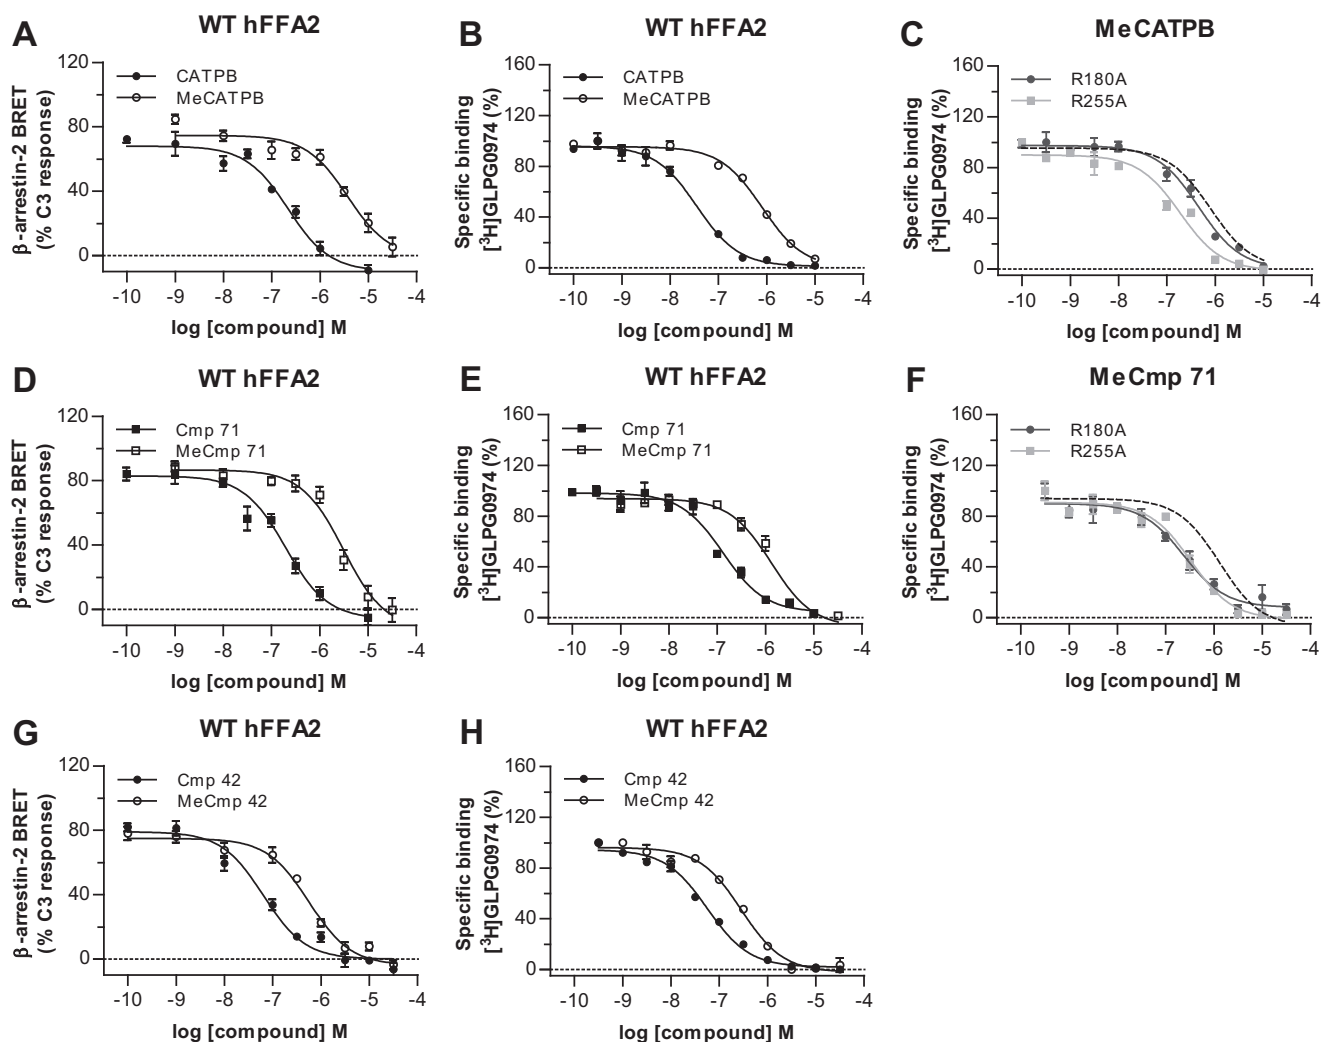 A
WT hFFA2
β-arrestin-2 BRET
(% C3 response)
120
80
40
0
CATPB
MeCATPB
-10 -9 -8 -7 -6 -5 -4
log [compound] M
B
WT hFFA2
Specific binding
[³H]GLPG0974 (%)
160
120
80
40
0
CATPB
MeCATPB
-10 -9 -8 -7 -6 -5 -4
log [compound] M
C
MeCATPB
Specific binding
[³H]GLPG0974 (%)
160
120
80
40
0
R180A
R255A
-10 -9 -8 -7 -6 -5 -4
log [compound] M
D
WT hFFA2
β-arrestin-2 BRET
(% C3 response)
120
80
40
0
Cmp 71
MeCmp 71
-10 -9 -8 -7 -6 -5 -4
log [compound] M
E
WT hFFA2
Specific binding
[³H]GLPG0974 (%)
160
120
80
40
0
Cmp 71
MeCmp 71
-10 -9 -8 -7 -6 -5 -4
log [compound] M
F
MeCmp 71
Specific binding
[³H]GLPG0974 (%)
160
120
80
40
0
R180A
R255A
-10 -9 -8 -7 -6 -5 -4
log [compound] M
G
WT hFFA2
β-arrestin-2 BRET
(% C3 response)
120
80
40
0
Cmp 42
MeCmp 42
-10 -9 -8 -7 -6 -5 -4
log [compound] M
H
WT hFFA2
Specific binding
[³H]GLPG0974 (%)
160
120
80
40
0
Cmp 42
MeCmp 42
-10 -9 -8 -7 -6 -5 -4
log [compound] M